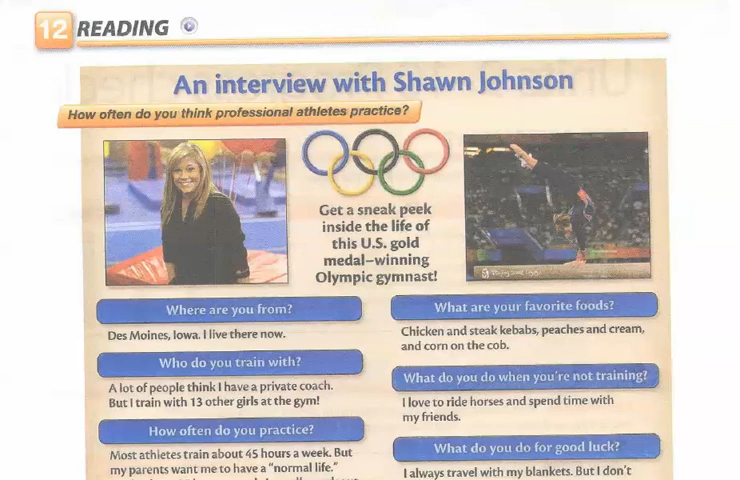 12 READING
An interview with Shawn Johnson
How often do you think professional athletes practice?
Get a sneak peek
inside the life of
this U.S. gold
medal–winning
Olympic gymnast!
Where are you from?
Des Moines, Iowa. I live there now.
Who do you train with?
A lot of people think I have a private coach.
But I train with 13 other girls at the gym!
How often do you practice?
Most athletes train about 45 hours a week. But
my parents want me to have a “normal life.”
What are your favorite foods?
Chicken and steak kebabs, peaches and cream,
and corn on the cob.
What do you do when you're not training?
I love to ride horses and spend time with
my friends.
What do you do for good luck?
I always travel with my blankets. But I don't